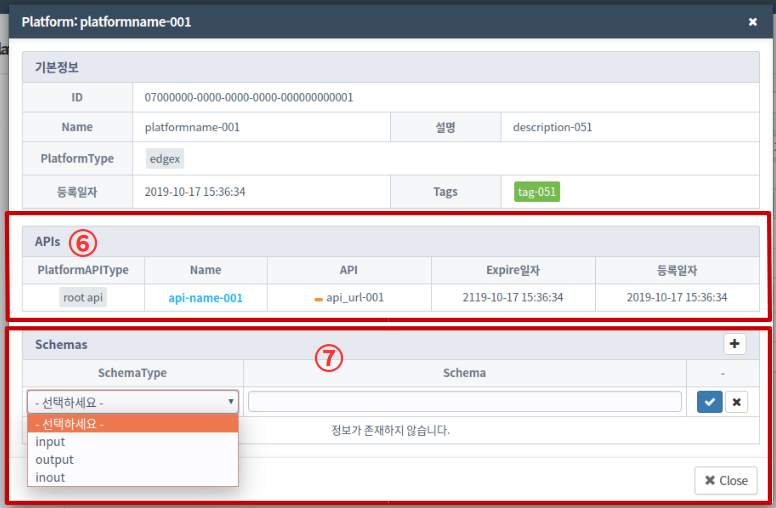 Platform: platformname-001
기본정보
ID 07000000-0000-0000-0000-000000000001
Name platformname-001 설명 description-051
PlatformType edgex
등록일자 2019-10-17 15:36:34 Tags tag-051
APIs ⑥
PlatformAPIType Name API Expire일자 등록일자
root api api-name-001 api_url-001 2119-10-17 15:36:34 2019-10-17 15:36:34
Schemas ⑦
SchemaType Schema -
- 선택하세요 -
- 선택하세요 -
정보가 존재하지 않습니다.
input
output
inout
Close